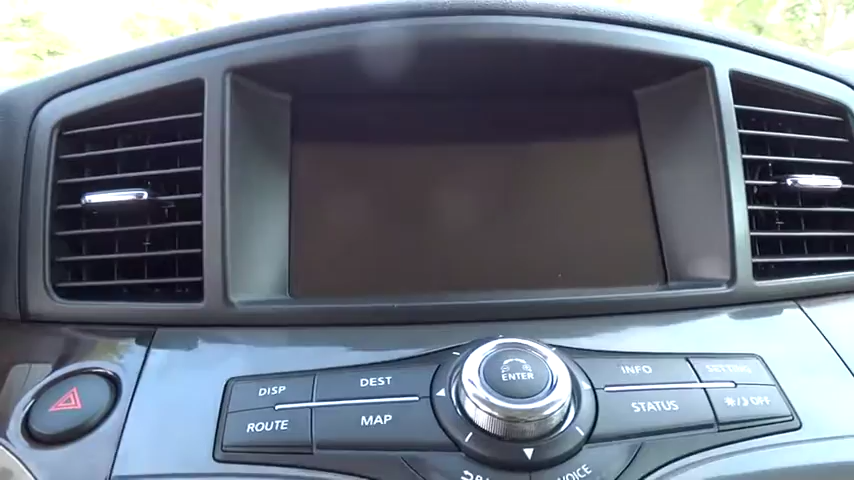 DISP DEST INFO SETTING
ENTER
ROUTE MAP STATUS OFF
VOICE